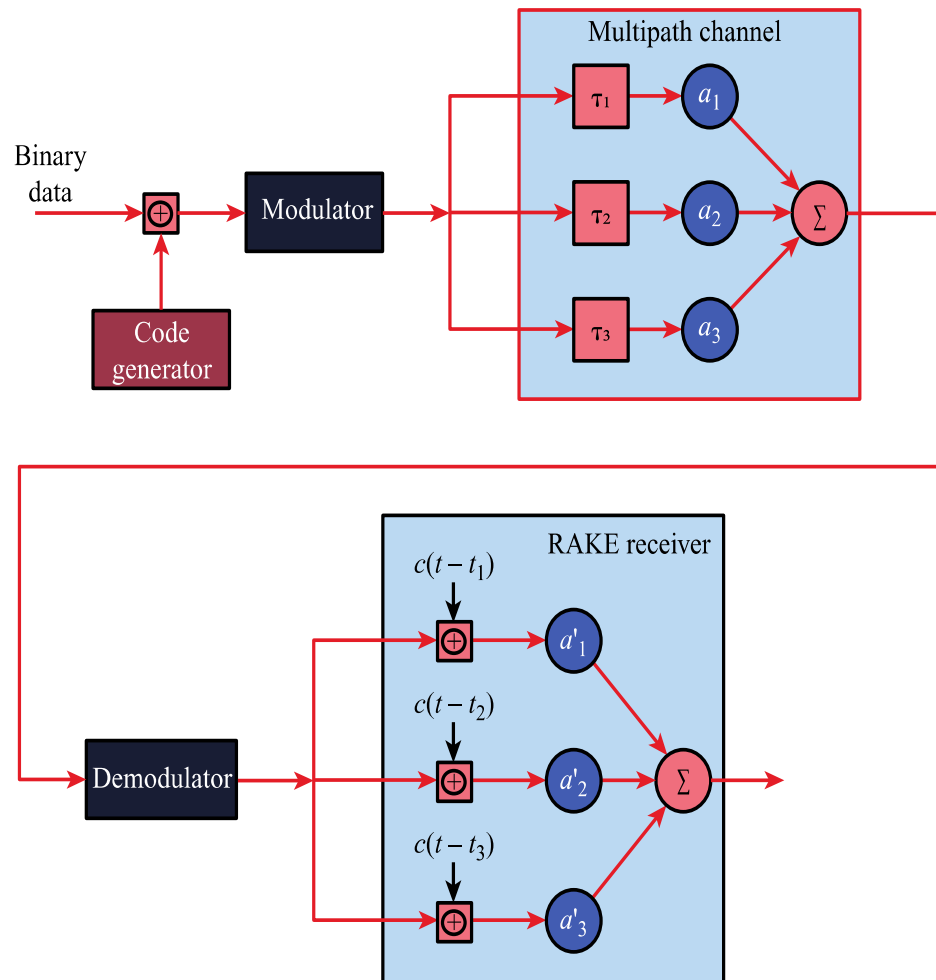 Multipath channel
τ₁
a₁
Binary
data
⊕
Modulator
τ₂
a₂
∑
Code
generator
τ₃
a₃
RAKE receiver
c(t − t₁)
⊕
a'₁
c(t − t₂)
Demodulator
⊕
a'₂
∑
c(t − t₃)
⊕
a'₃